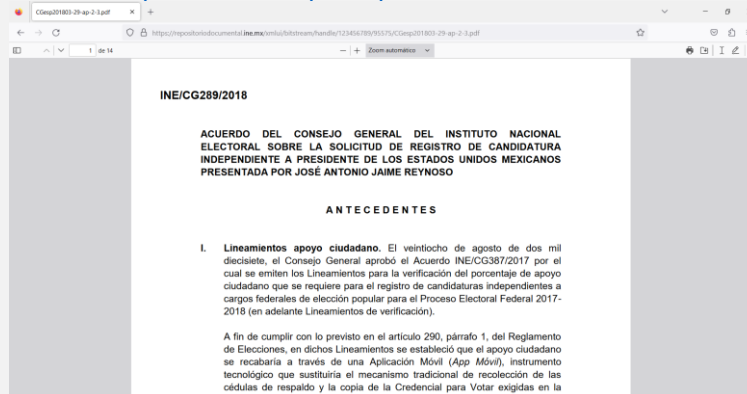 CGesp201803-29-ap-2-3.pdf
https://repositoriodocumental.ine.mx/xmlui/bitstream/handle/123456789/95575/CGesp201803-29-ap-2-3.pdf
1 de 14
Zoom automático
INE/CG289/2018
ACUERDO DEL CONSEJO GENERAL DEL INSTITUTO NACIONAL
ELECTORAL SOBRE LA SOLICITUD DE REGISTRO DE CANDIDATURA
INDEPENDIENTE A PRESIDENTE DE LOS ESTADOS UNIDOS MEXICANOS
PRESENTADA POR JOSÉ ANTONIO JAIME REYNOSO
A N T E C E D E N T E S
I. Lineamientos apoyo ciudadano. El veintiocho de agosto de dos mil
diecisiete, el Consejo General aprobó el Acuerdo INE/CG387/2017 por el
cual se emiten los Lineamientos para la verificación del porcentaje de apoyo
ciudadano que se requiere para el registro de candidaturas independientes a
cargos federales de elección popular para el Proceso Electoral Federal 2017-
2018 (en adelante Lineamientos de verificación).
A fin de cumplir con lo previsto en el artículo 290, párrafo 1, del Reglamento
de Elecciones, en dichos Lineamientos se estableció que el apoyo ciudadano
se recabaría a través de una Aplicación Móvil (App Móvil), instrumento
tecnológico que sustituiría el mecanismo tradicional de recolección de las
cédulas de respaldo y la copia de la Credencial para Votar exigidas en la